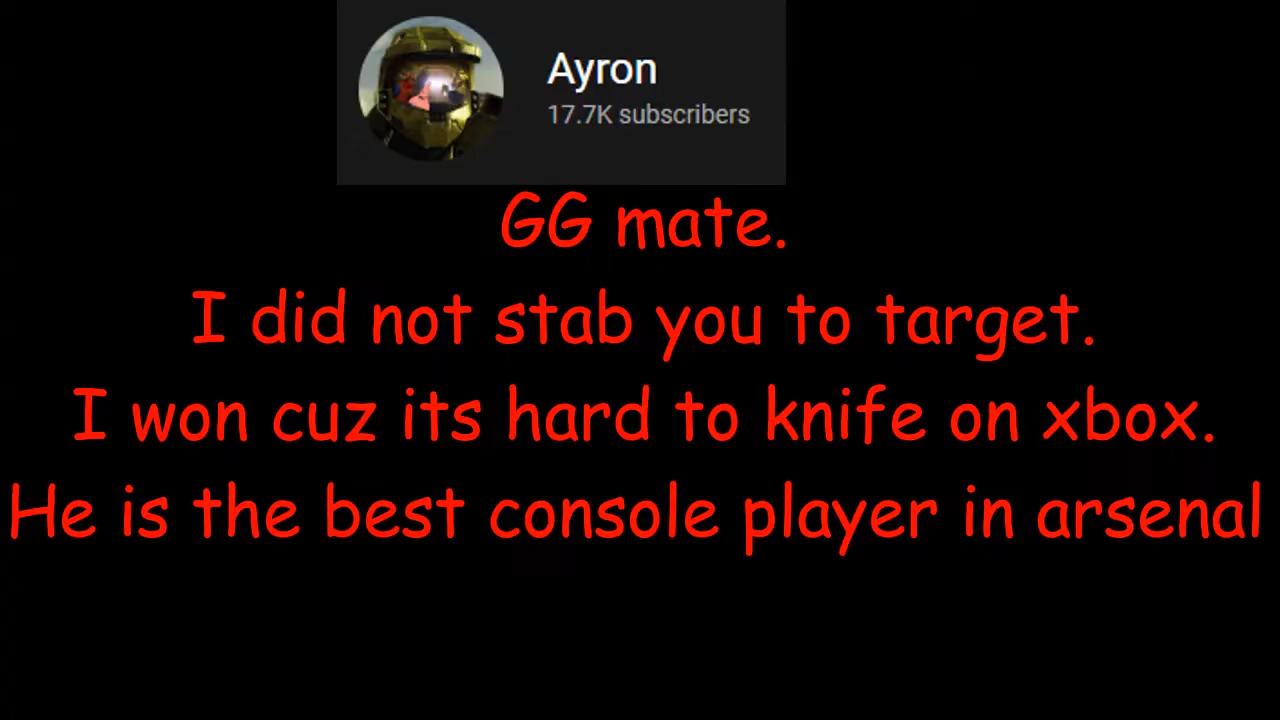 Ayron
17.7K subscribers
GG mate.
I did not stab you to target.
I won cuz its hard to knife on xbox.
He is the best console player in arsenal